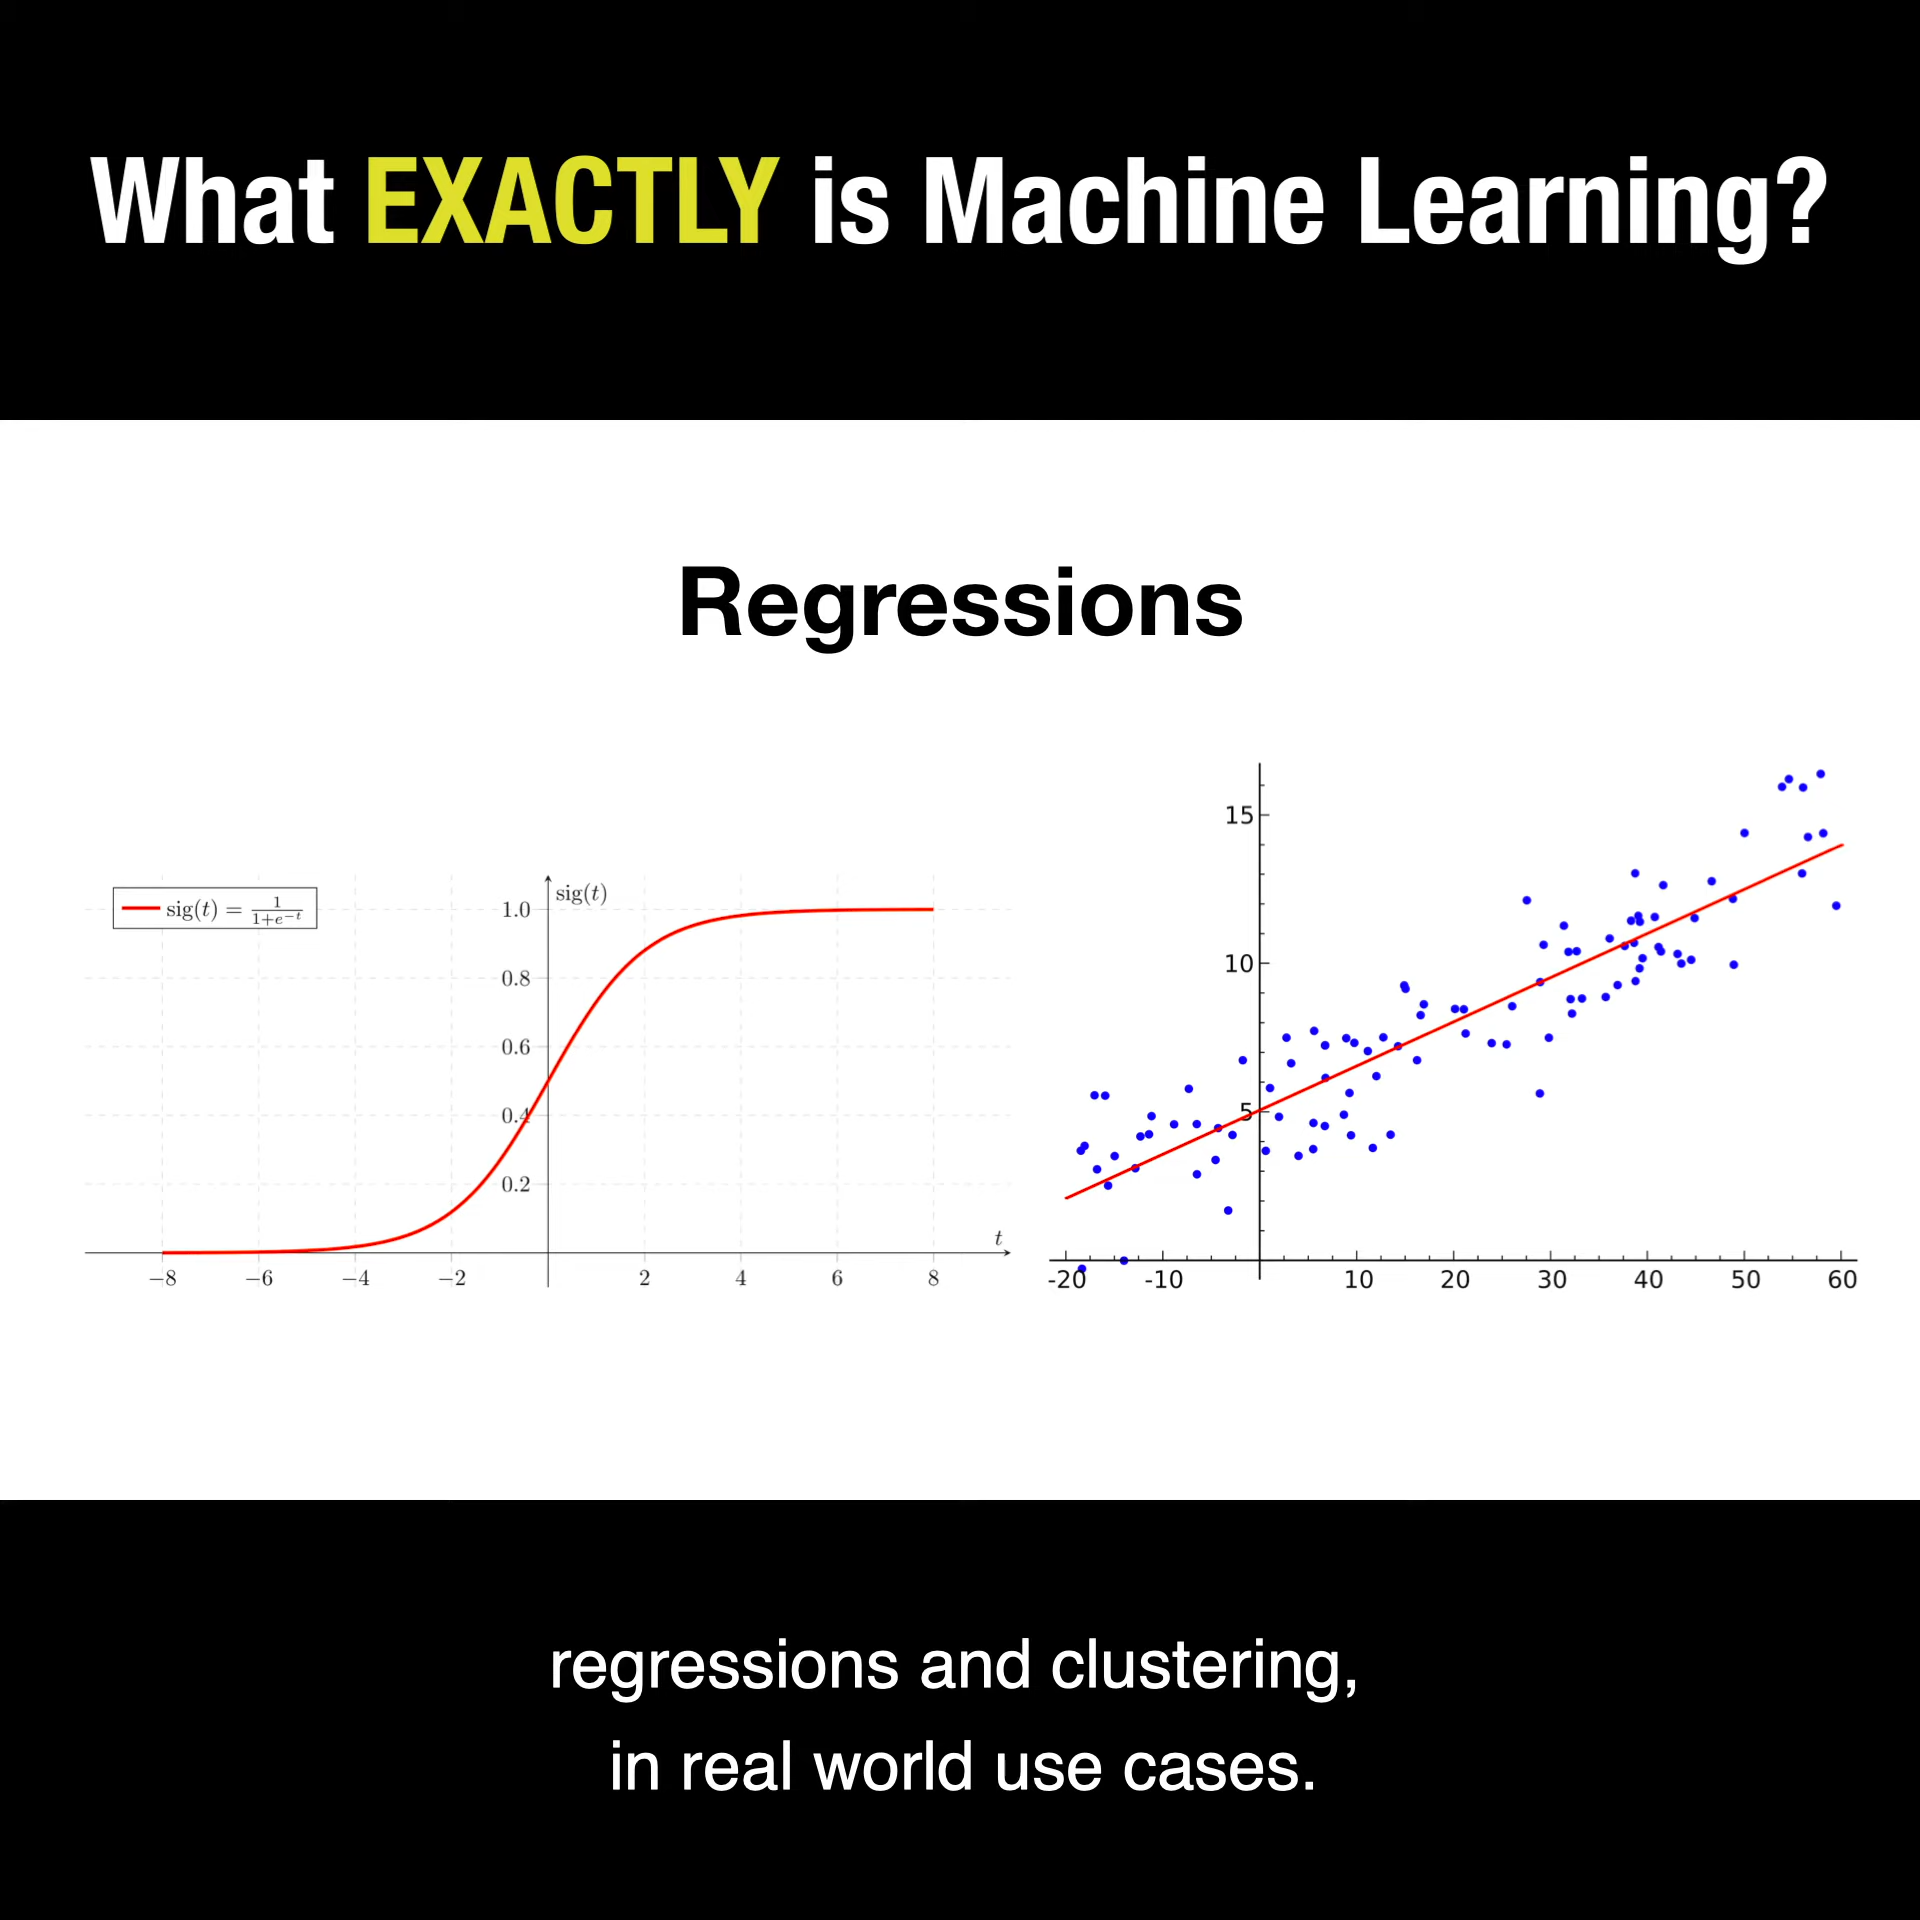 What EXACTLY is Machine Learning?
Regressions
sig(t) = 1/(1+e^{−t})
sig(t)
1.0
0.8
0.6
0.4
0.2
t
−8 −6 −4 −2 2 4 6 8
15
10
5
-20 -10 10 20 30 40 50 60
regressions and clustering,
in real world use cases.